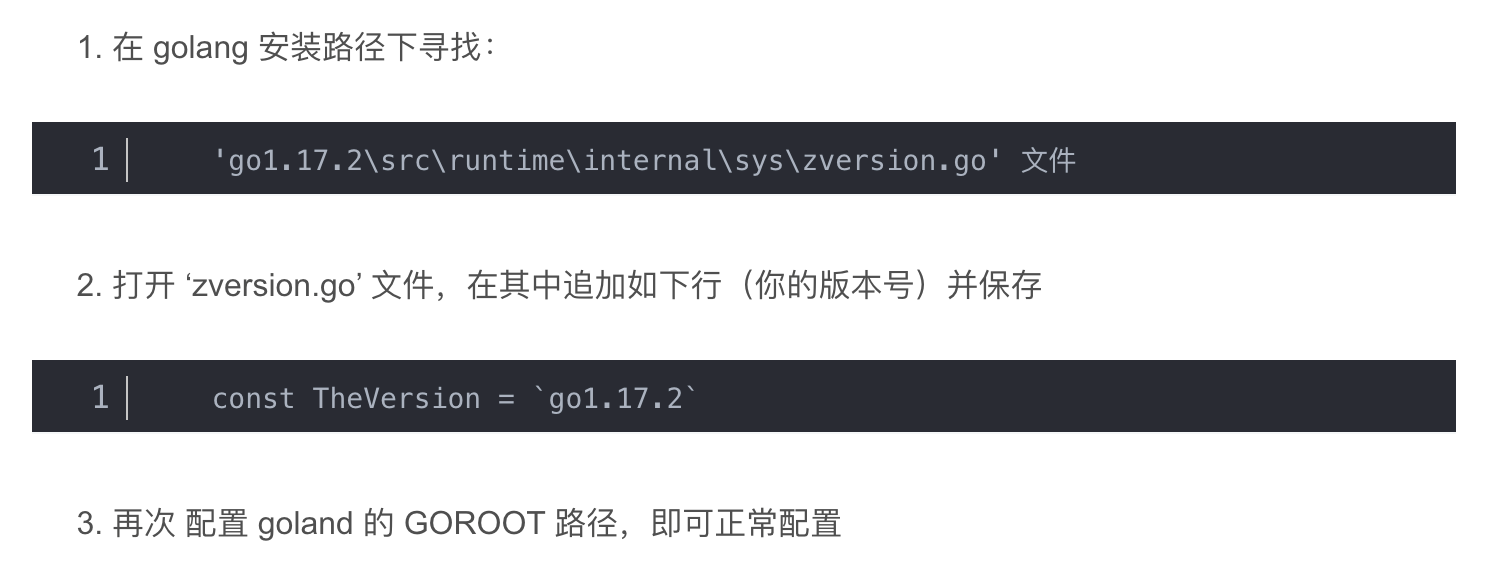 1. 在 golang 安装路径下寻找：
1 'go1.17.2\src\runtime\internal\sys\zversion.go' 文件
2. 打开 ‘zversion.go’ 文件，在其中追加如下行（你的版本号）并保存
1 const TheVersion = `go1.17.2`
3. 再次 配置 goland 的 GOROOT 路径，即可正常配置